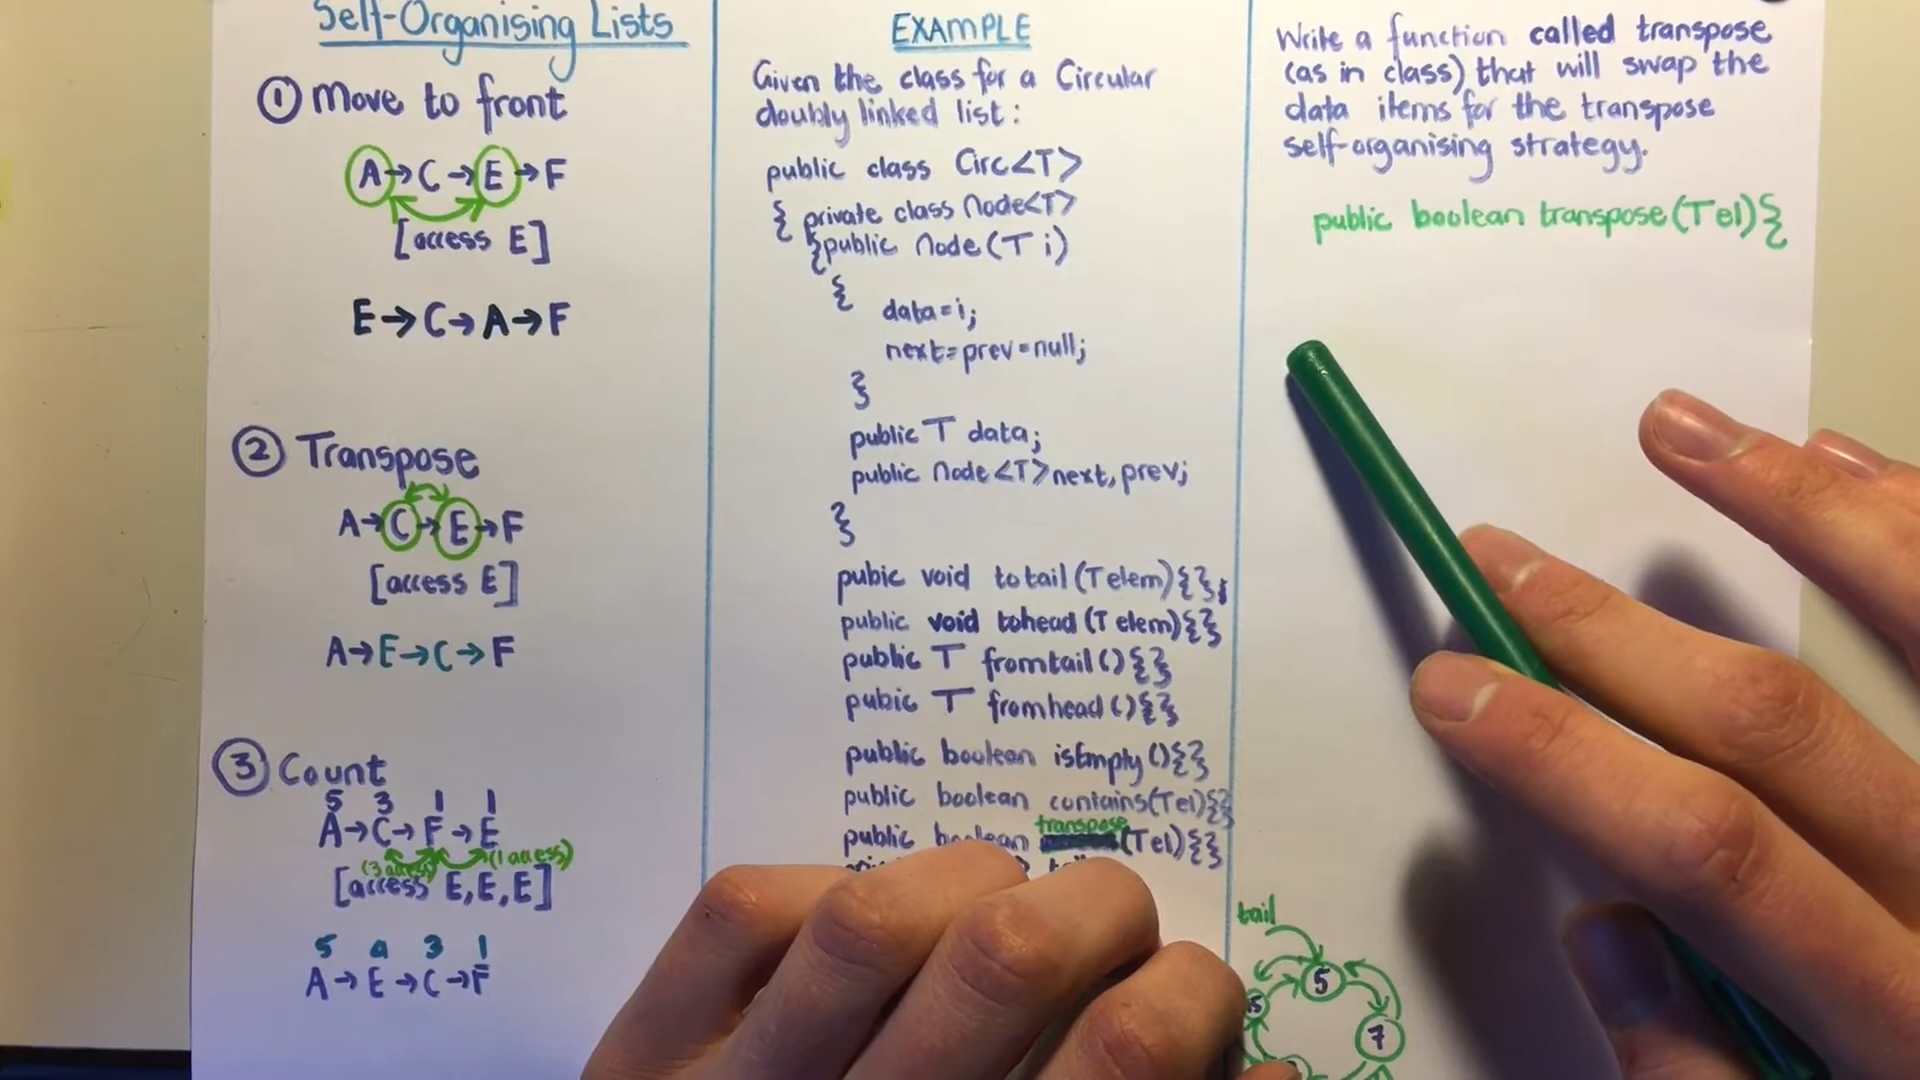 Self-Organising Lists
① Move to front
A→C→E→F
[access E]
E→C→A→F
② Transpose
A→C→E→F
[access E]
A→E→C→F
③ Count
5 3 1 1
A→C→F→E
(3 access) (1 access)
[access E,E,E]
5 4 3 1
A→E→C→F
EXAMPLE
Given the class for a Circular
doubly linked list:
public class Circ<T>
{ private class Node<T>
{public Node(T i)
{
data=i;
next=prev=null;
}
public T data;
public Node<T>next,prev;
}
pubic void totail(T elem){};
public void tohead(T elem){}
public T fromtail(){}
pubic T fromhead(){}
public boolean isEmpty(){}
public boolean contains(T el){}
transpose
public boolean (T el){}
Write a function called transpose
(as in class) that will swap the
data items for the transpose
self-organising strategy.
public boolean transpose(T el){
tail
5
7